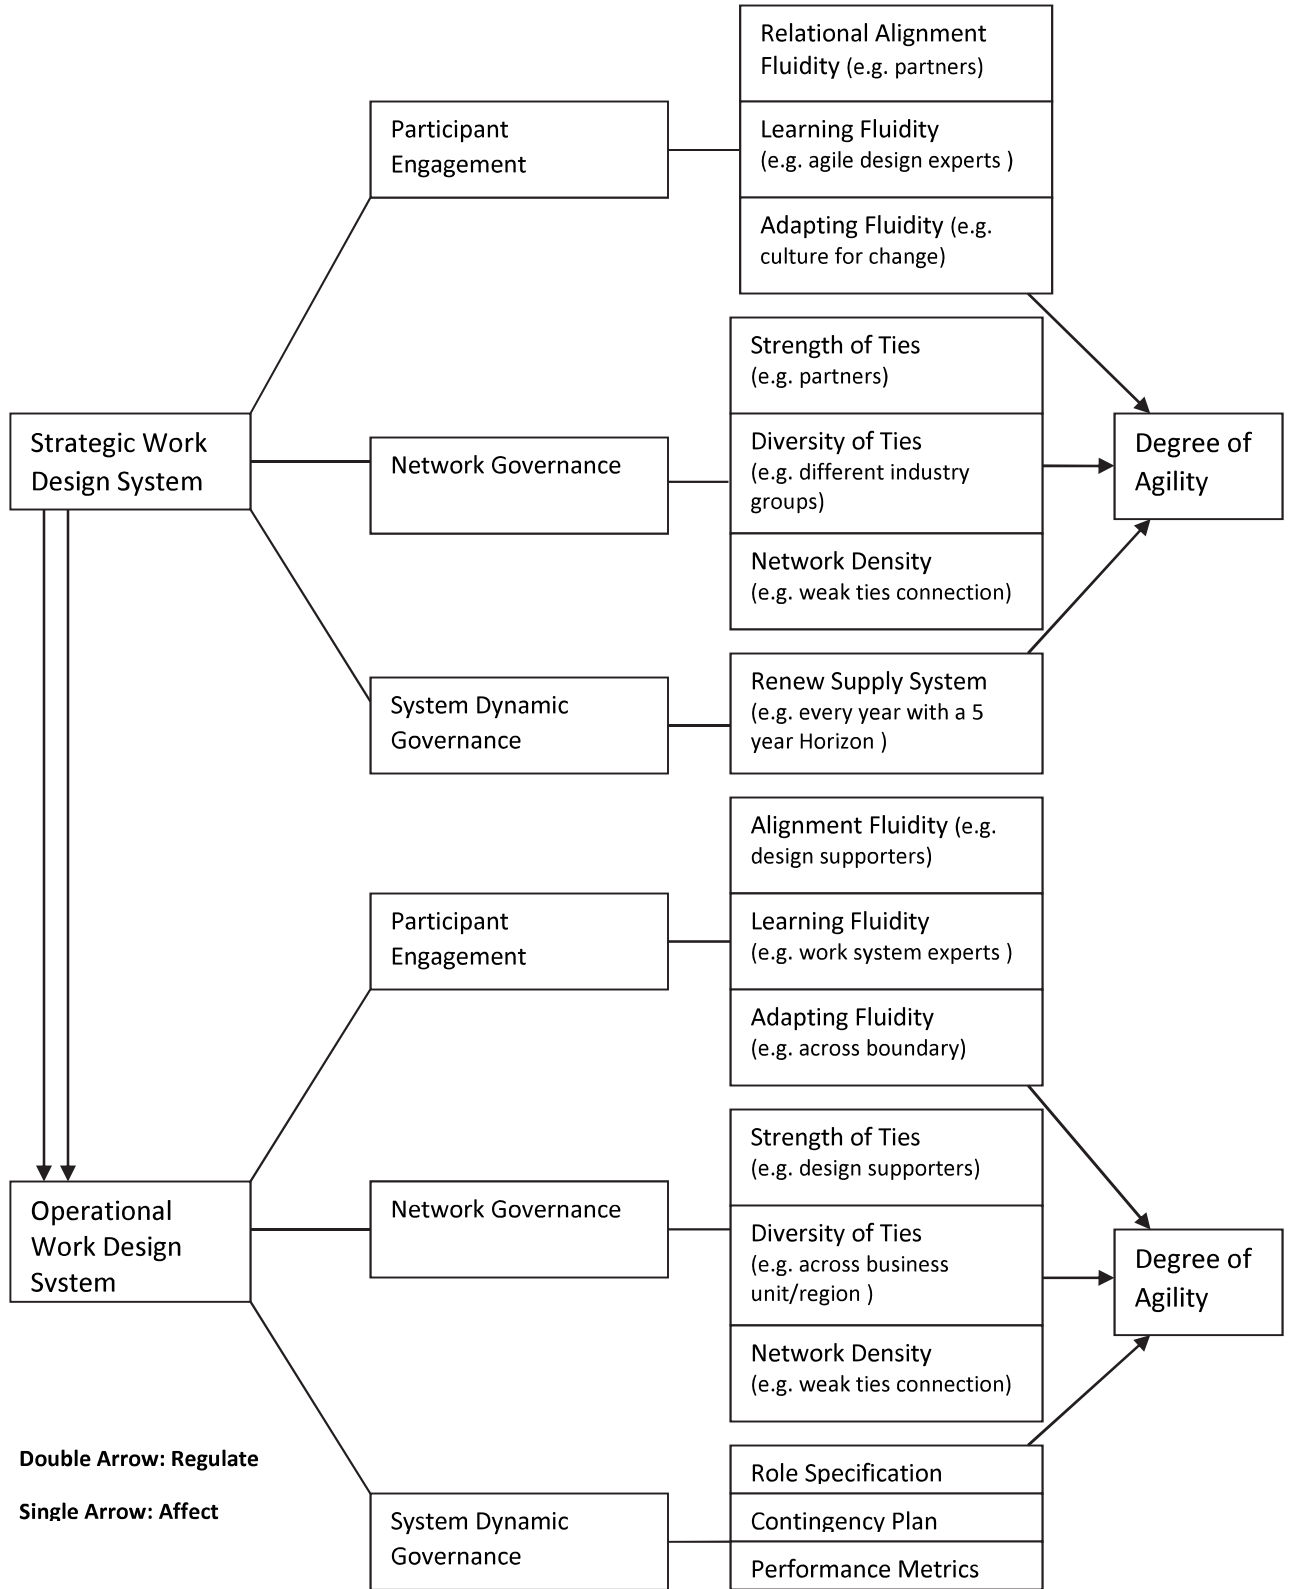 Relational Alignment
Fluidity (e.g. partners)
Participant
Engagement
Learning Fluidity
(e.g. agile design experts )
Adapting Fluidity (e.g.
culture for change)
Strength of Ties
(e.g. partners)
Strategic Work
Design System
Network Governance
Diversity of Ties
(e.g. different industry
groups)
Degree of
Agility
Network Density
(e.g. weak ties connection)
System Dynamic
Governance
Renew Supply System
(e.g. every year with a 5
year Horizon )
Alignment Fluidity (e.g.
design supporters)
Participant
Engagement
Learning Fluidity
(e.g. work system experts )
Adapting Fluidity
(e.g. across boundary)
Strength of Ties
(e.g. design supporters)
Operational
Work Design
System
Network Governance
Diversity of Ties
(e.g. across business
unit/region )
Degree of
Agility
Network Density
(e.g. weak ties connection)
Double Arrow: Regulate
Single Arrow: Affect
System Dynamic
Governance
Role Specification
Contingency Plan
Performance Metrics